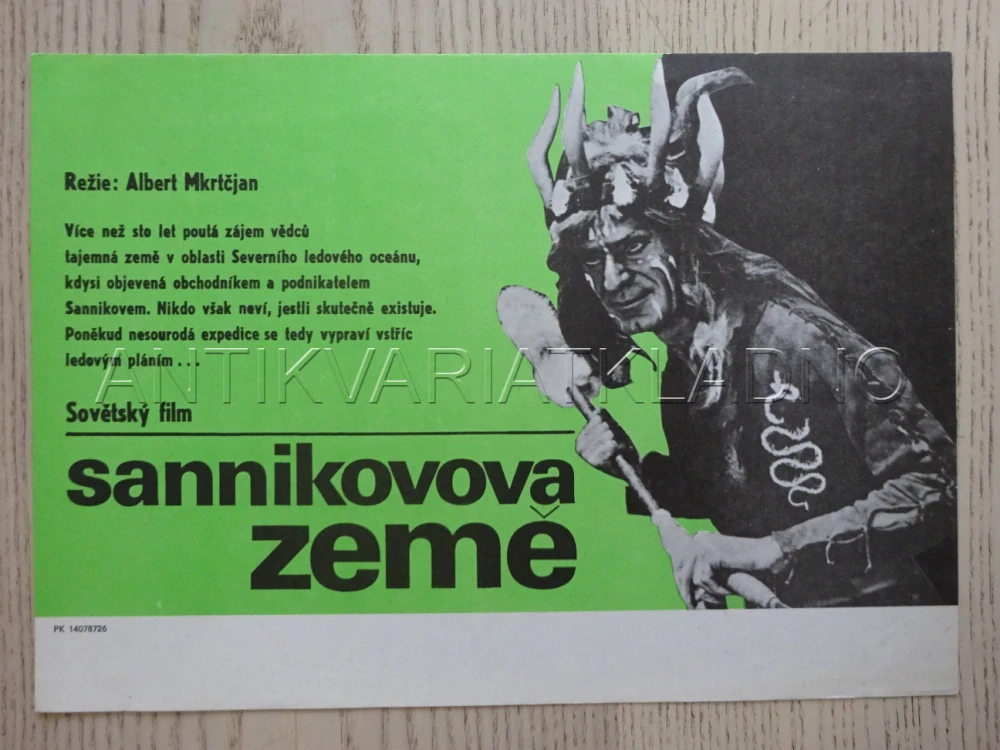 Režie: Albert Mkrtčjan
Více než sto let poutá zájem vědců
tajemná země v oblasti Severního ledového oceánu,
kdysi objevená obchodníkem a podnikatelem
Sannikovem. Nikdo však neví, jestli skutečně existuje.
Poněkud nesourodá expedice se tedy vypraví vstříc
ledovým pláním ...
ANTIKVARIATKLADNO
Sovětský film
sannikovova
země
PK 14078726